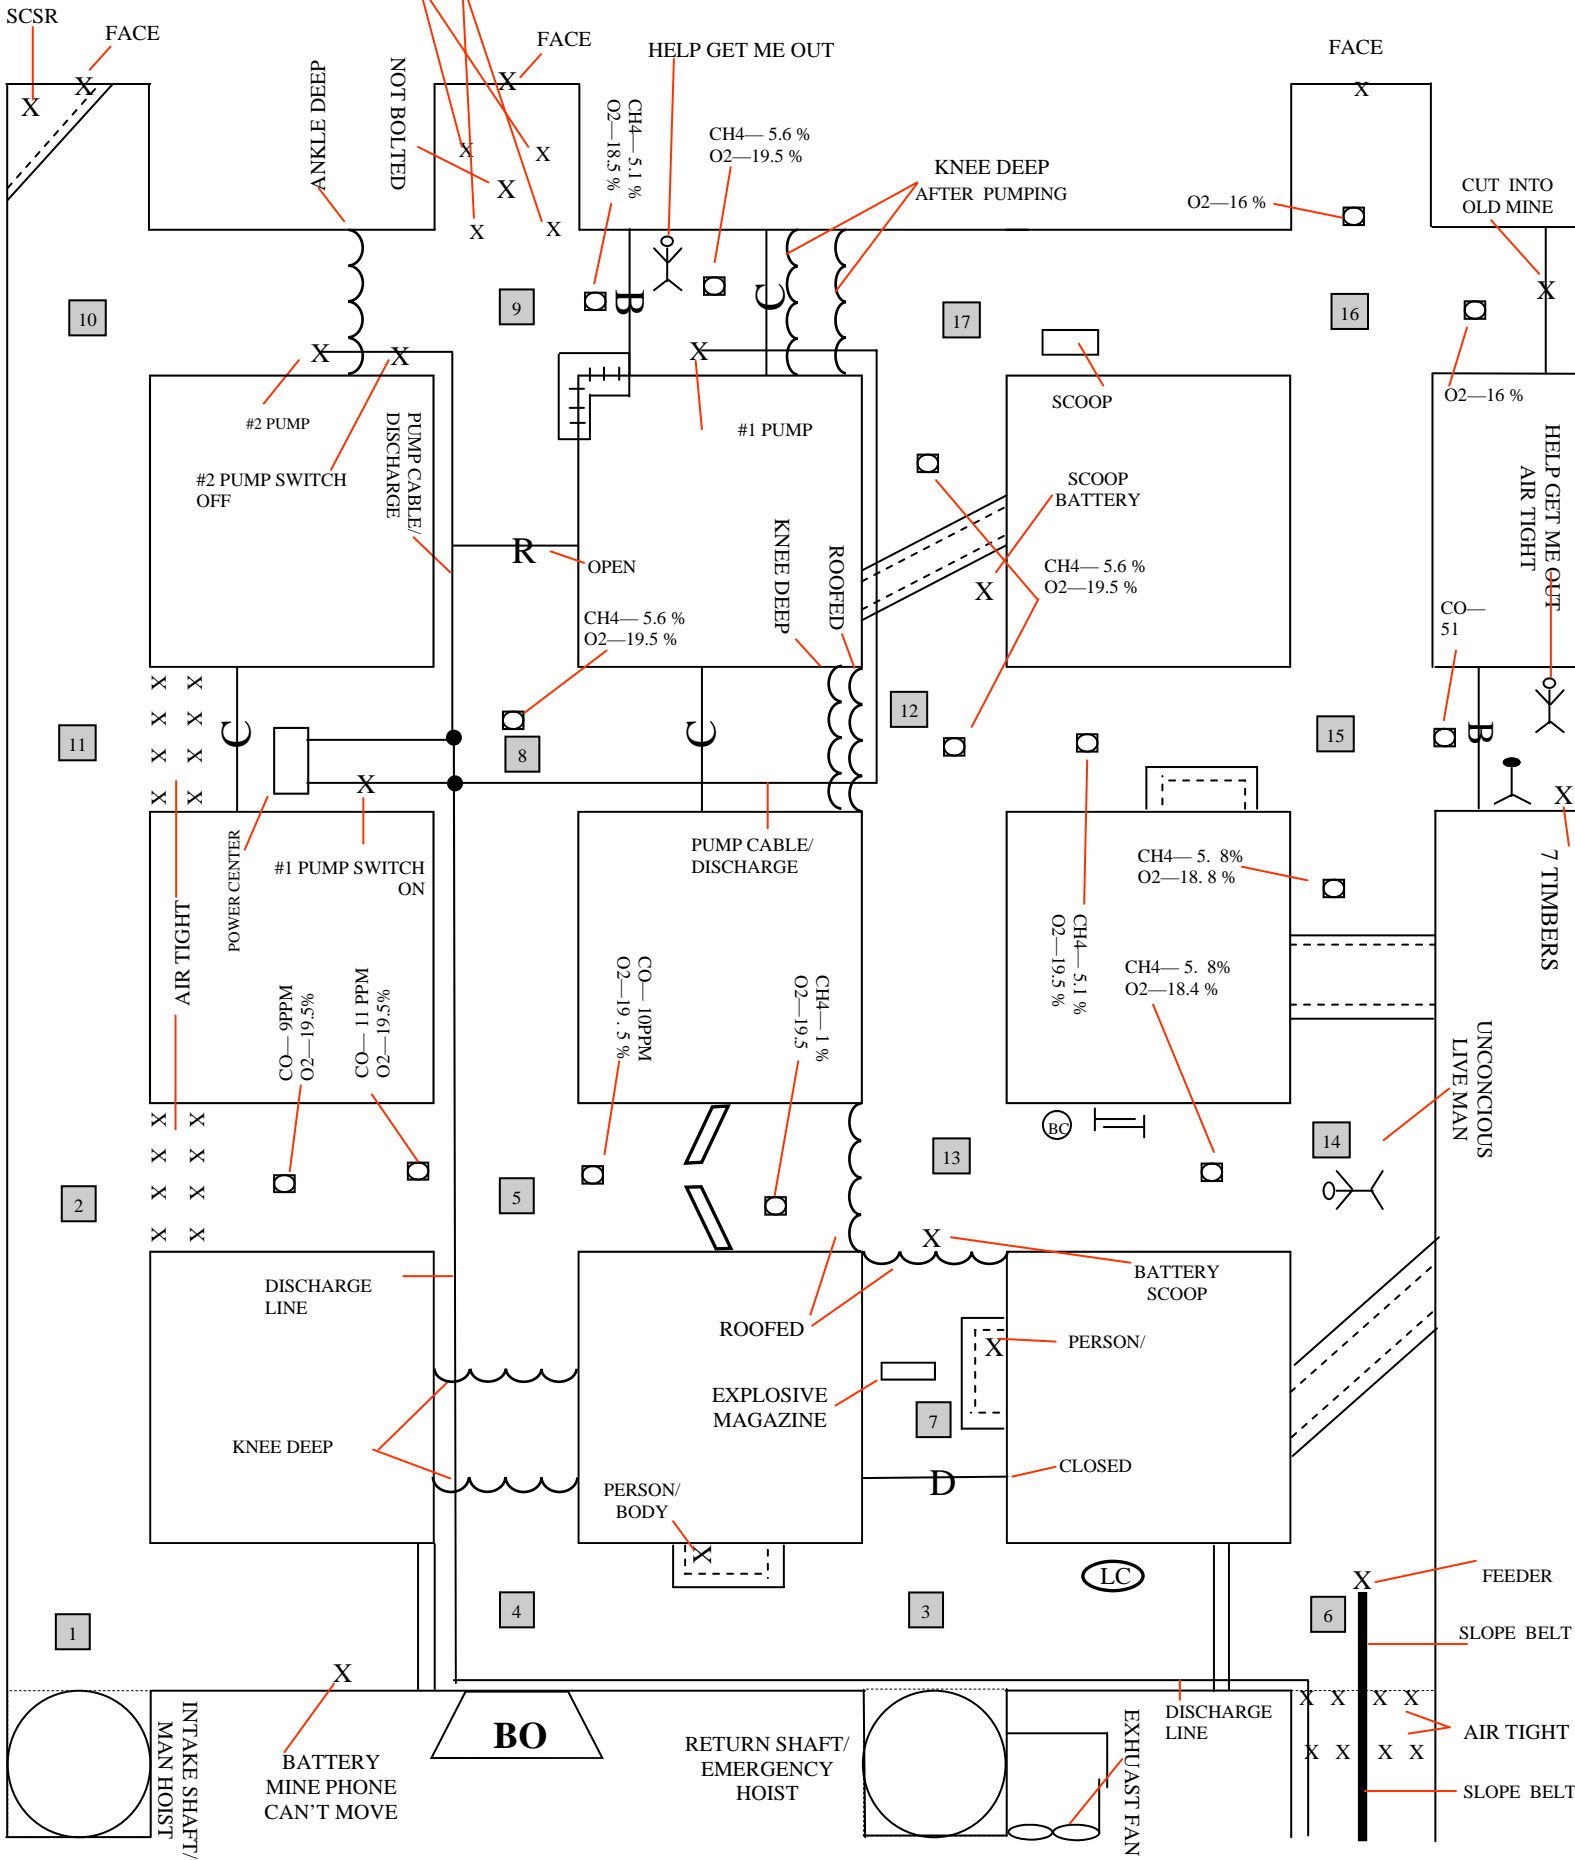 SCSR
FACE
FACE
HELP GET ME OUT
FACE
ANKLE DEEP
NOT BOLTED
CH4— 5.1 %
O2—18.5 %
CH4— 5.6 %
O2—19.5 %
KNEE DEEP
AFTER PUMPING
O2—16 %
CUT INTO
OLD MINE
X
X
X
X
X
X
X
X
X
X
10
9
B
C
17
16
X
X
X
X
#2 PUMP
#2 PUMP SWITCH
OFF
PUMP CABLE/
DISCHARGE
#1 PUMP
SCOOP
O2—16 %
HELP GET ME OUT
AIR TIGHT
SCOOP
BATTERY
R
OPEN
KNEE DEEP
ROOFED
CH4— 5.6 %
O2—19.5 %
X
CH4— 5.6 %
O2—19.5 %
CO—
51
X X
X X
X X
X X
11
C
8
C
12
15
B
X
X
POWER CENTER
#1 PUMP SWITCH
ON
PUMP CABLE/
DISCHARGE
CH4— 5. 8%
O2—18. 8 %
7 TIMBERS
AIR TIGHT
CO— 9PPM
O2—19.5%
CO— 11 PPM
O2—19.5%
CO— 10PPM
O2—19 . 5 %
CH4— 1 %
O2—19.5
CH4— 5.1 %
O2—19.5 %
CH4— 5. 8%
O2—18.4 %
UNCONCIOUS
LIVE MAN
X X
X X
X X
X X
BC
2
5
13
14
X
DISCHARGE
LINE
BATTERY
SCOOP
ROOFED
X
PERSON/
EXPLOSIVE
MAGAZINE
7
KNEE DEEP
D
CLOSED
PERSON/
BODY
X
LC
X
FEEDER
1
4
3
6
SLOPE BELT
X
X X X X
X X X X
AIR TIGHT
INTAKE SHAFT/
MAN HOIST
BATTERY
MINE PHONE
CAN'T MOVE
BO
RETURN SHAFT/
EMERGENCY
HOIST
EXHUAST FAN
DISCHARGE
LINE
SLOPE BELT